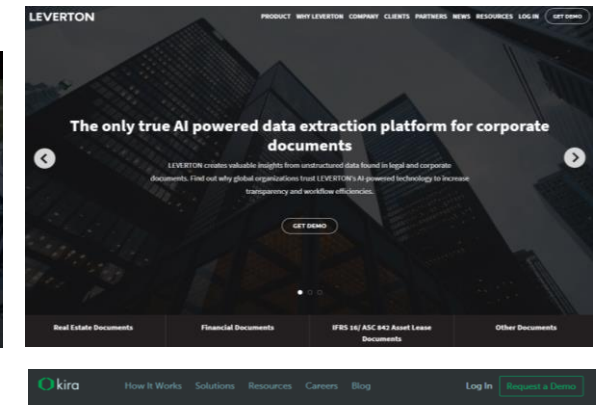 LEVERTON
PRODUCT WHY LEVERTON COMPANY CLIENTS PARTNERS NEWS RESOURCES LOG IN GET DEMO
The only true AI powered data extraction platform for corporate
documents
LEVERTON creates valuable insights from unstructured data found in legal and corporate
documents. Find out why global organizations trust LEVERTON's AI-powered technology to increase
transparency and workflow efficiencies.
GET DEMO
Real Estate Documents Financial Documents IFRS 16/ ASC 842 Asset Lease Other Documents
Documents
kira How It Works Solutions Resources Careers Blog Log In Request a Demo